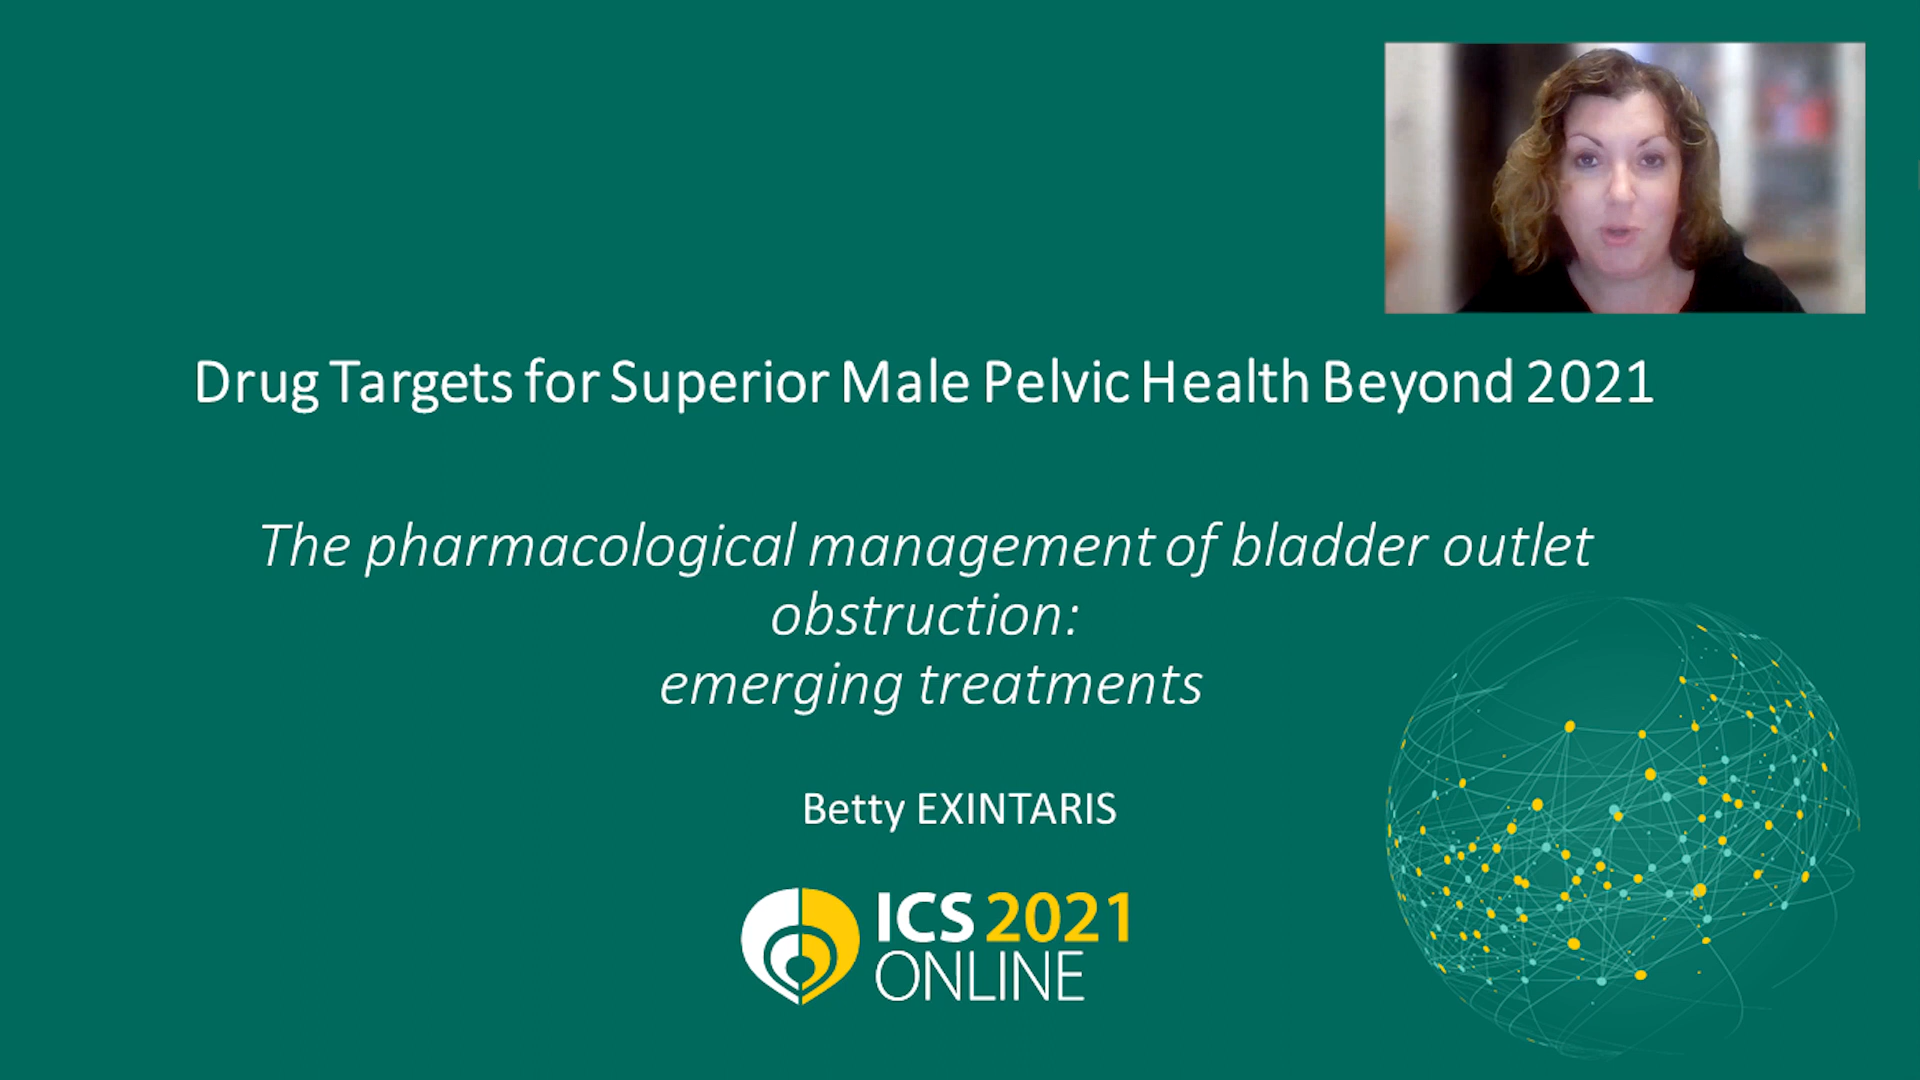 Drug Targets for Superior Male Pelvic Health Beyond 2021
The pharmacological management of bladder outlet
obstruction:
emerging treatments
Betty EXINTARIS
ICS 2021
ONLINE